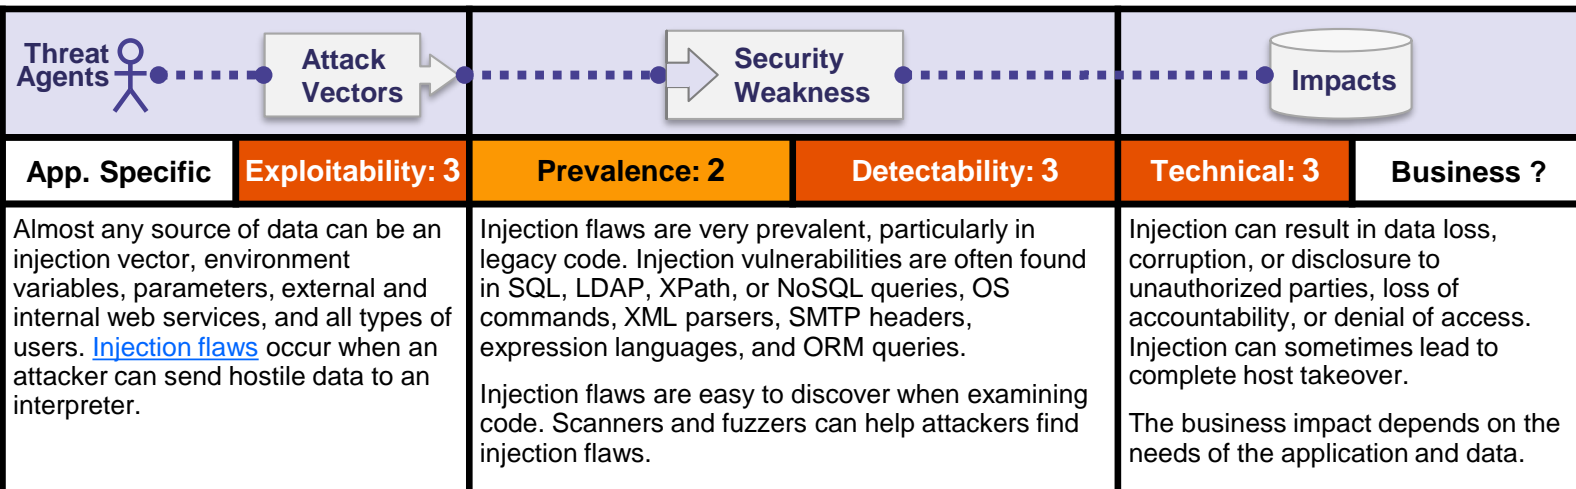 Threat
Agents
Attack
Vectors
Security
Weakness
Impacts
App. Specific
Exploitability: 3
Prevalence: 2
Detectability: 3
Technical: 3
Business ?
Almost any source of data can be an
injection vector, environment
variables, parameters, external and
internal web services, and all types of
users. Injection flaws occur when an
attacker can send hostile data to an
interpreter.
Injection flaws are very prevalent, particularly in
legacy code. Injection vulnerabilities are often found
in SQL, LDAP, XPath, or NoSQL queries, OS
commands, XML parsers, SMTP headers,
expression languages, and ORM queries.
Injection flaws are easy to discover when examining
code. Scanners and fuzzers can help attackers find
injection flaws.
Injection can result in data loss,
corruption, or disclosure to
unauthorized parties, loss of
accountability, or denial of access.
Injection can sometimes lead to
complete host takeover.
The business impact depends on the
needs of the application and data.